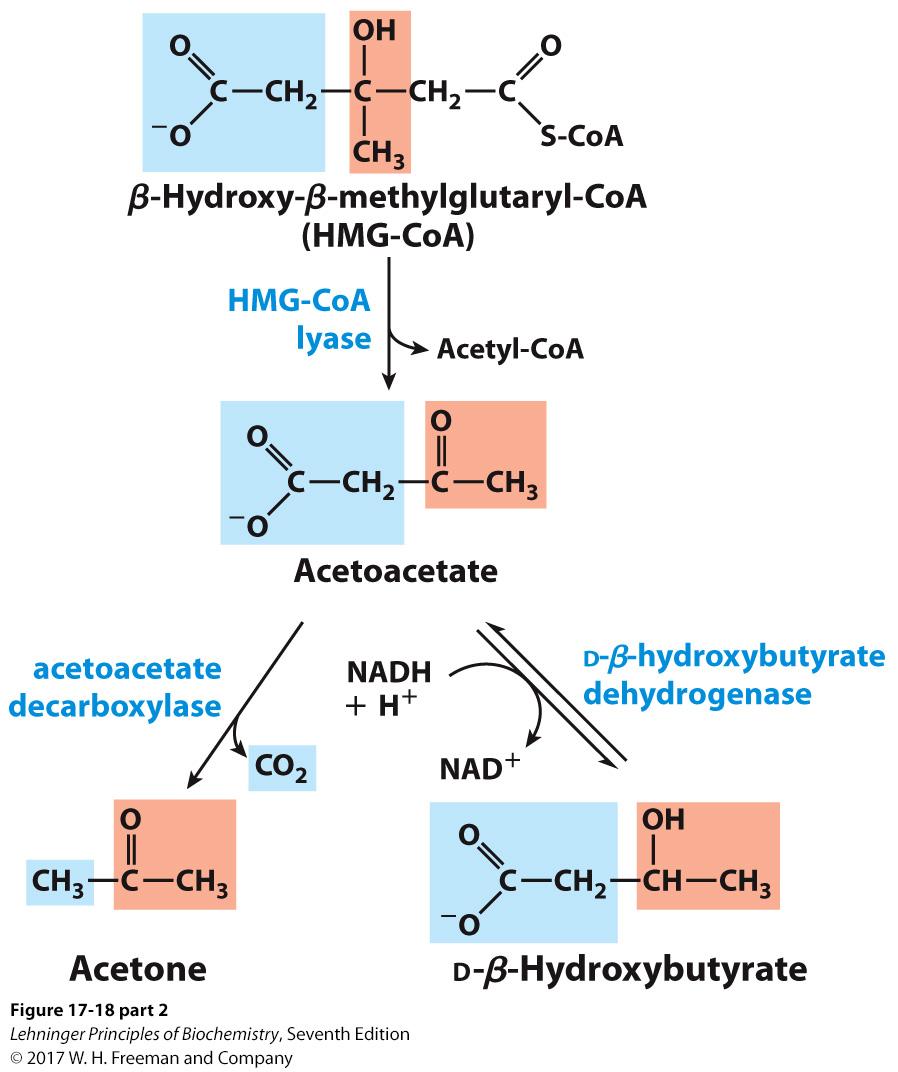 OH
O
O
C—CH₂—C—CH₂—C
⁻O
CH₃
S-CoA
β-Hydroxy-β-methylglutaryl-CoA
(HMG-CoA)
HMG-CoA
lyase
Acetyl-CoA
O
O
C—CH₂—C—CH₃
⁻O
Acetoacetate
acetoacetate
decarboxylase
CO₂
NADH
+ H⁺
NAD⁺
D-β-hydroxybutyrate
dehydrogenase
O
CH₃—C—CH₃
Acetone
OH
O
C—CH₂—CH—CH₃
⁻O
D-β-Hydroxybutyrate
Figure 17-18 part 2
Lehninger Principles of Biochemistry, Seventh Edition
© 2017 W. H. Freeman and Company